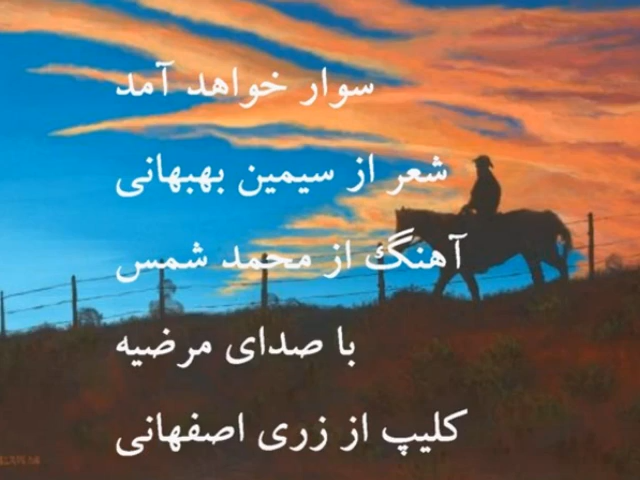 سوار خواهد آمد
شعر از سیمین بهبهانی
آهنگ از محمد شمس
با صدای مرضیه
کلیپ از زری اصفهانی